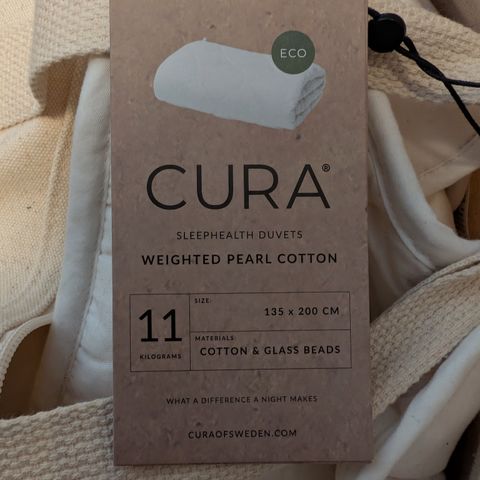 ECO
CURA®
SLEEPHEALTH DUVETS
WEIGHTED PEARL COTTON
11
KILOGRAMS
SIZE:
135 x 200 CM
MATERIALS:
COTTON & GLASS BEADS
WHAT A DIFFERENCE A NIGHT MAKES
CURAOFSWEDEN.COM